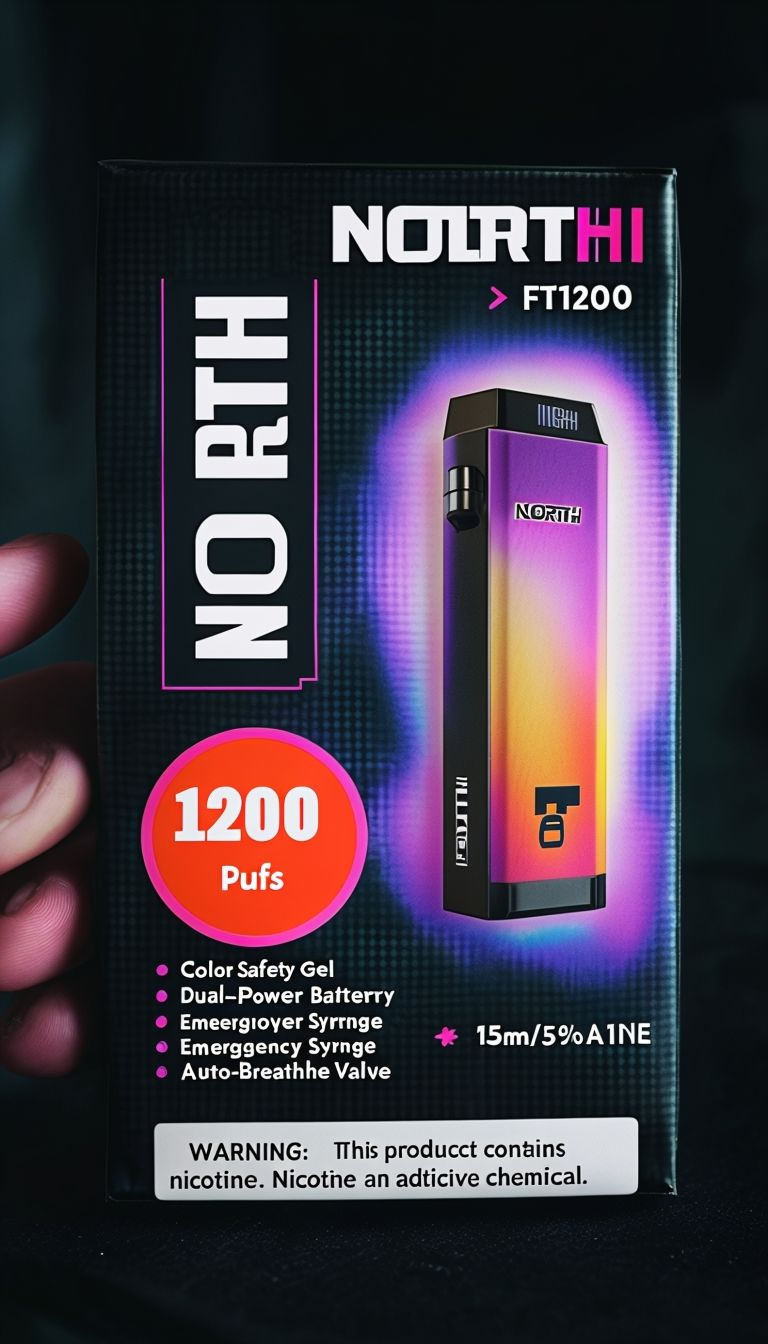 NOLRTHI
> FT1200
NO RTH
NORTH
1200
Pufs
Color Safety Gel
Dual-Power Batterry
Emeergioyer Syrrnge
Emerggency Syrnge
Auto-Breathhe Valve
15m/5% A1NE
WARNING: This producct contains
nicotine. Nicotne an adticive chemical.